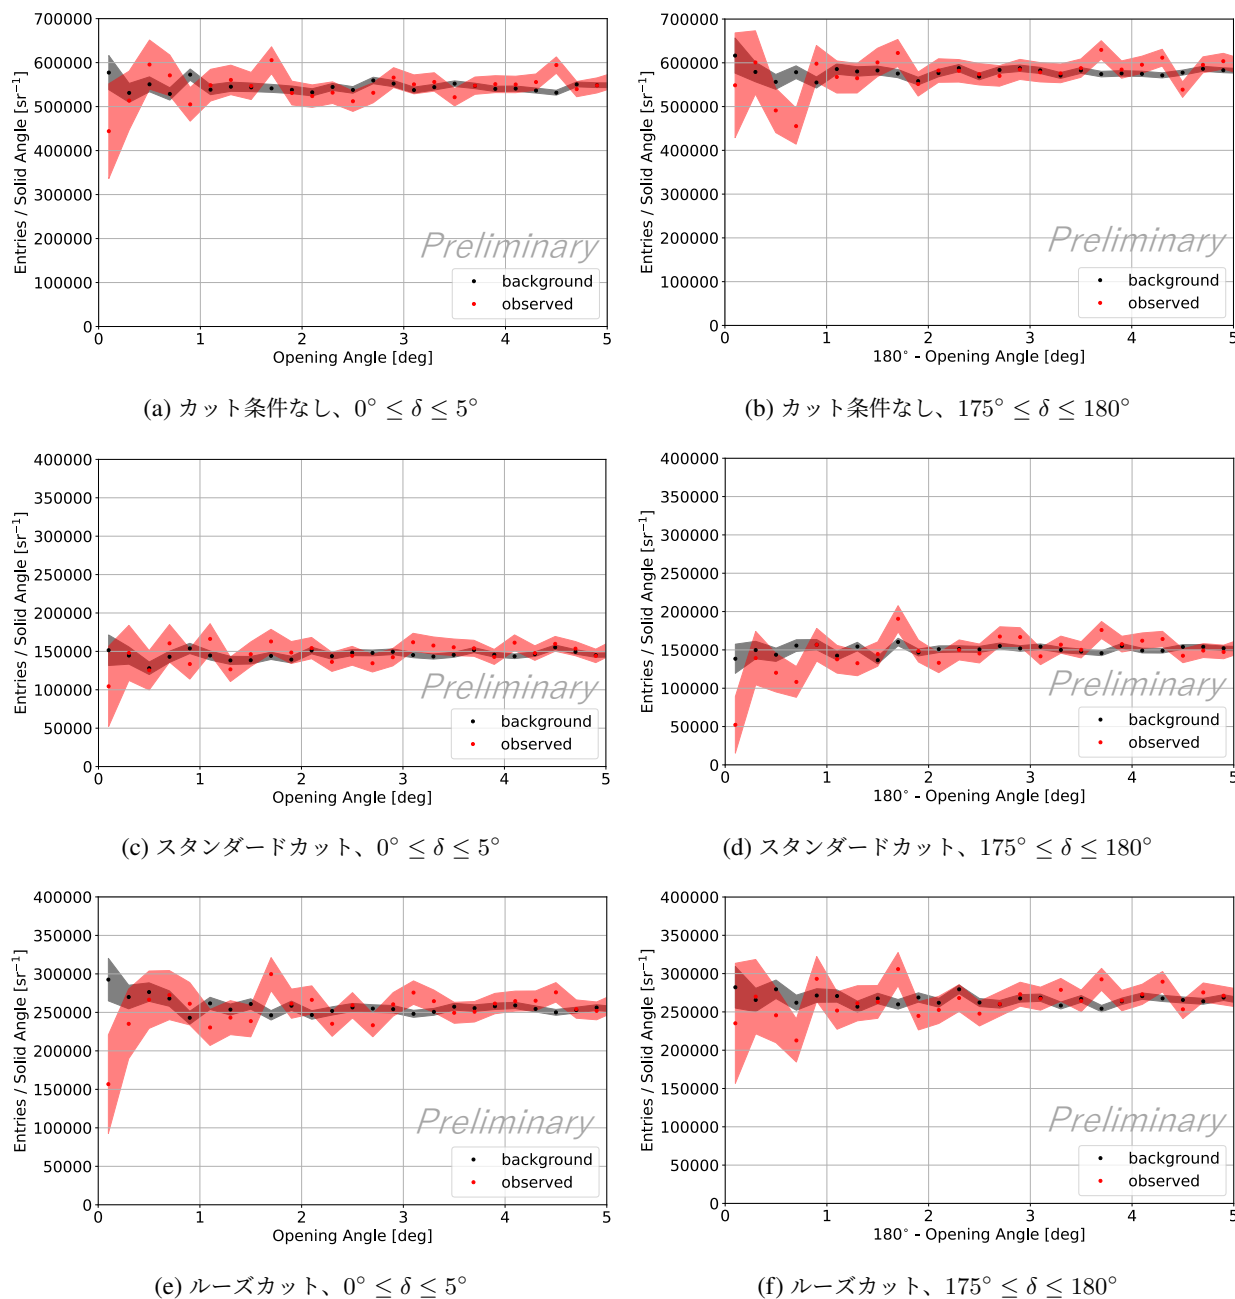 700000
600000
500000
400000
300000
200000
100000
0
Entries / Solid Angle [sr⁻¹]
Preliminary
background
observed
0 1 2 3 4 5
Opening Angle [deg]
(a) カット条件なし、0° ≤ δ ≤ 5°
700000
600000
500000
400000
300000
200000
100000
0
Entries / Solid Angle [sr⁻¹]
Preliminary
background
observed
0 1 2 3 4 5
180° - Opening Angle [deg]
(b) カット条件なし、175° ≤ δ ≤ 180°
400000
350000
300000
250000
200000
150000
100000
50000
0
Entries / Solid Angle [sr⁻¹]
Preliminary
background
observed
0 1 2 3 4 5
Opening Angle [deg]
(c) スタンダードカット、0° ≤ δ ≤ 5°
400000
350000
300000
250000
200000
150000
100000
50000
0
Entries / Solid Angle [sr⁻¹]
Preliminary
background
observed
0 1 2 3 4 5
180° - Opening Angle [deg]
(d) スタンダードカット、175° ≤ δ ≤ 180°
400000
350000
300000
250000
200000
150000
100000
50000
0
Entries / Solid Angle [sr⁻¹]
Preliminary
background
observed
0 1 2 3 4 5
Opening Angle [deg]
(e) ルーズカット、0° ≤ δ ≤ 5°
400000
350000
300000
250000
200000
150000
100000
50000
0
Entries / Solid Angle [sr⁻¹]
Preliminary
background
observed
0 1 2 3 4 5
180° - Opening Angle [deg]
(f) ルーズカット、175° ≤ δ ≤ 180°